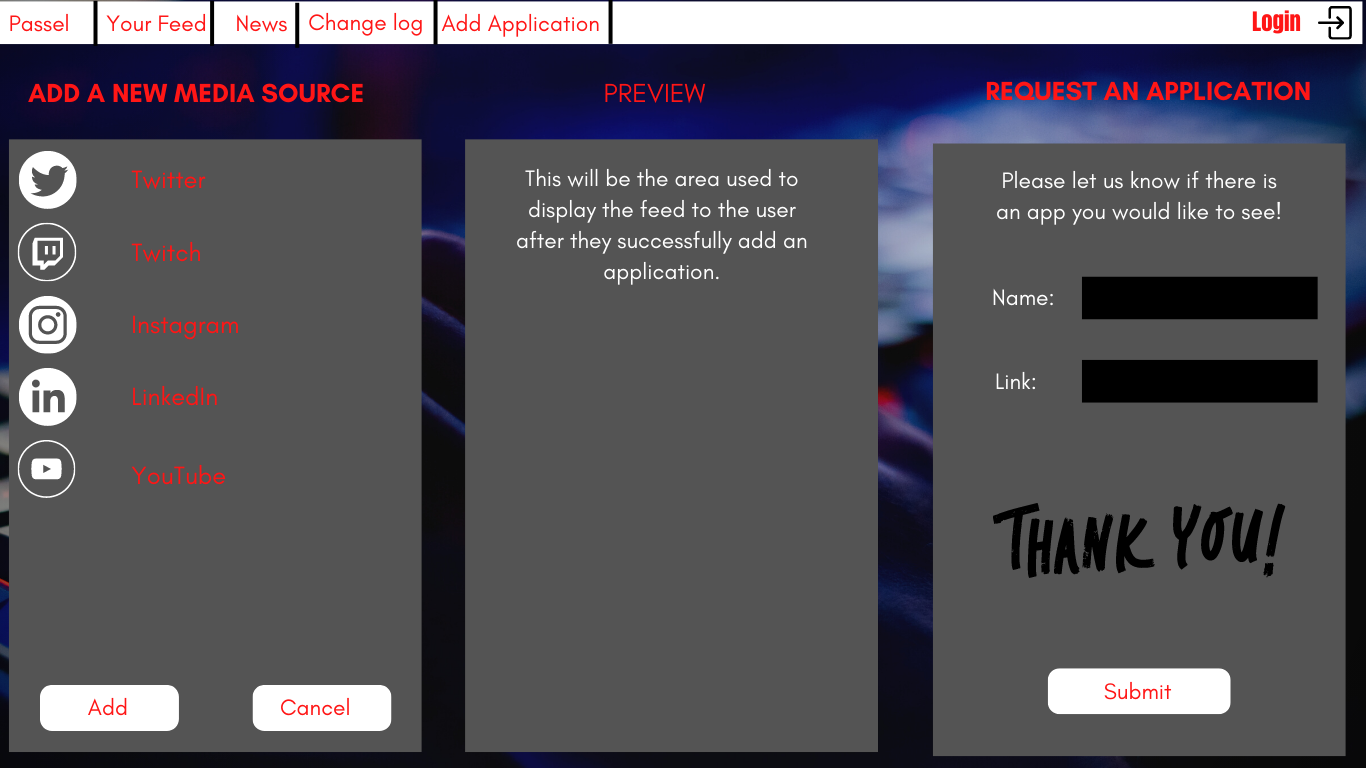 Passel
Your Feed
News
Change log
Add Application
Login
ADD A NEW MEDIA SOURCE
Twitter
Twitch
Instagram
in
LinkedIn
YouTube
Add
Cancel
PREVIEW
This will be the area used to
display the feed to the user
after they successfully add an
application.
REQUEST AN APPLICATION
Please let us know if there is
an app you would like to see!
Name:
Link:
THANK YOU!
Submit